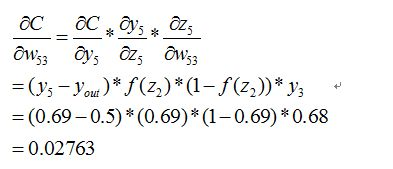 ∂C/∂w₅₃ = ∂C/∂y₅ * ∂y₅/∂z₅ * ∂z₅/∂w₅₃
= (y₅ − y_out) * f(z₂) * (1 − f(z₂)) * y₃ ↵
= (0.69 − 0.5) * (0.69) * (1 − 0.69) * 0.68
= 0.02763